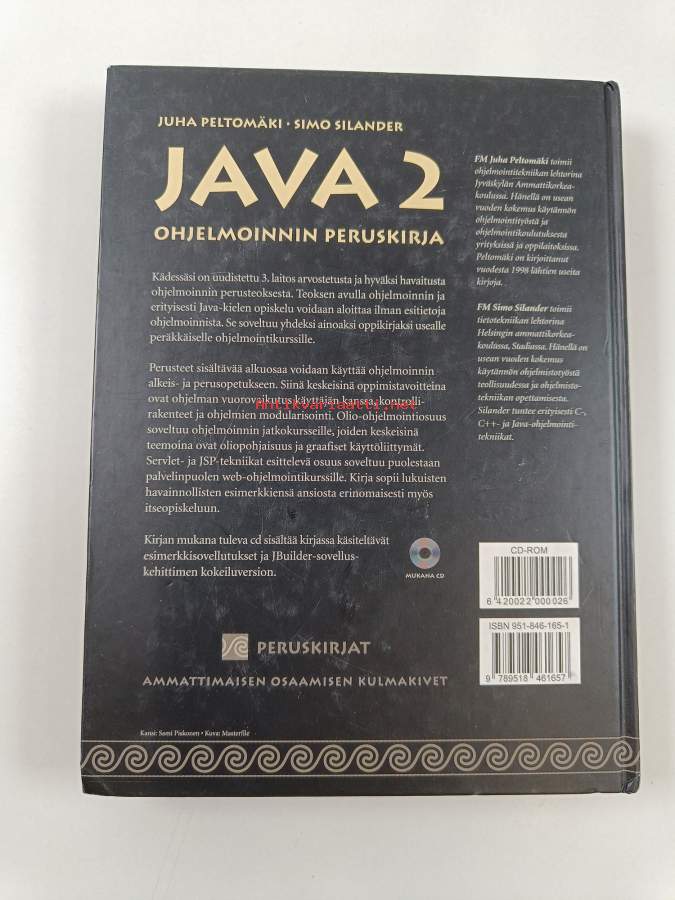 JUHA PELTOMÄKI • SIMO SILANDER
JAVA 2
OHJELMOINNIN PERUSKIRJA
Kädessäsi on uudistettu 3. laitos arvostetusta ja hyväksi havaitusta
ohjelmoinnin perusteoksesta. Teoksen avulla ohjelmoinnin ja
erityisesti Java-kielen opiskelu voidaan aloittaa ilman esitietoja
ohjelmoinnista. Se soveltuu yhdeksi ainoaksi oppikirjaksi usealle
peräkkäiselle ohjelmointikurssille.
Perusteet sisältävää alkuosaa voidaan käyttää ohjelmoinnin
alkeis- ja perusopetukseen. Siinä keskeisinä oppimistavoitteina
ovat ohjelman vuorovaikutus käyttäjän kanssa, kontrolli-
rakenteet ja ohjelmien modularisointi. Olio-ohjelmointiosuus
soveltuu ohjelmoinnin jatkokursseille, joiden keskeisinä
teemoina ovat oliopohjaisuus ja graafiset käyttöliittymät.
Servlet- ja JSP-tekniikat esittelevä osuus soveltuu puolestaan
palvelinpuolen web-ohjelmointikurssille. Kirja sopii lukuisten
havainnollisten esimerkkiensä ansiosta erinomaisesti myös
itseopiskeluun.
Kirjan mukana tuleva cd sisältää kirjassa käsiteltävät
esimerkkisovellutukset ja JBuilder-sovellus-
kehittimen kokeiluversion.
MUKANA CD
FM Juha Peltomäki toimii
ohjelmointitekniikan lehtorina
Jyväskylän Ammattikorkea-
koulussa. Hänellä on usean
vuoden kokemus käytännön
ohjelmointityöstä ja
ohjelmointikoulutuksesta
yrityksissä ja oppilaitoksissa.
Peltomäki on kirjoittanut
vuodesta 1998 lähtien useita
kirjoja.
FM Simo Silander toimii
tietotekniikan lehtorina
Helsingin ammattikorkea-
koulussa, Stadiassa. Hänellä on
usean vuoden kokemus
käytännön ohjelmistotyöstä
teollisuudessa ja ohjelmisto-
tekniikan opettamisesta.
Silander tuntee erityisesti C-,
C++- ja Java-ohjelmointi-
tekniikat.
antikvariaatti.net
CD-ROM
6 420022 000026
ISBN 951-846-165-1
9 789518 461657
PERUSKIRJAT
AMMATTIMAISEN OSAAMISEN KULMAKIVET
Kansi: Sami Piskonen • Kuva: Masterfile